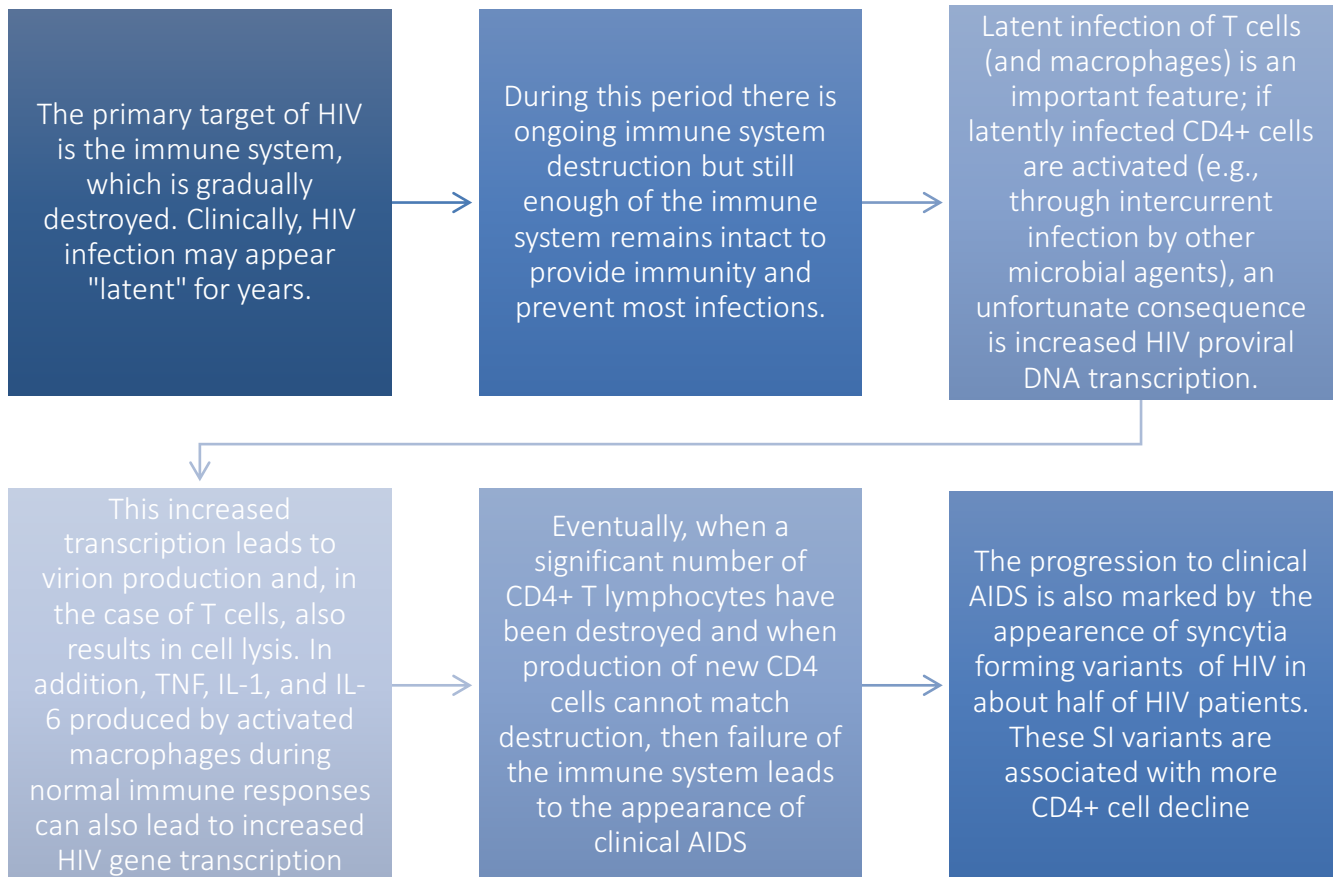 The primary target of HIV
is the immune system,
which is gradually
destroyed. Clinically, HIV
infection may appear
"latent" for years.
During this period there is
ongoing immune system
destruction but still
enough of the immune
system remains intact to
provide immunity and
prevent most infections.
Latent infection of T cells
(and macrophages) is an
important feature; if
latently infected CD4+ cells
are activated (e.g.,
through intercurrent
infection by other
microbial agents), an
unfortunate consequence
is increased HIV proviral
DNA transcription.
This increased
transcription leads to
virion production and, in
the case of T cells, also
results in cell lysis. In
addition, TNF, IL-1, and IL-
6 produced by activated
macrophages during
normal immune responses
can also lead to increased
HIV gene transcription
Eventually, when a
significant number of
CD4+ T lymphocytes have
been destroyed and when
production of new CD4
cells cannot match
destruction, then failure of
the immune system leads
to the appearance of
clinical AIDS
The progression to clinical
AIDS is also marked by  the
appearence of syncytia
forming variants  of HIV in
about half of HIV patients.
These SI variants are
associated with more
CD4+ cell decline